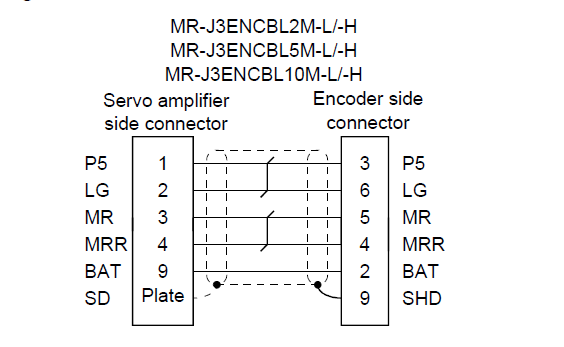 MR-J3ENCBL2M-L/-H
MR-J3ENCBL5M-L/-H
MR-J3ENCBL10M-L/-H
Servo amplifier
side connector
Encoder side
connector
P5 1 3 P5
LG 2 6 LG
MR 3 5 MR
MRR 4 4 MRR
BAT 9 2 BAT
SD Plate 9 SHD